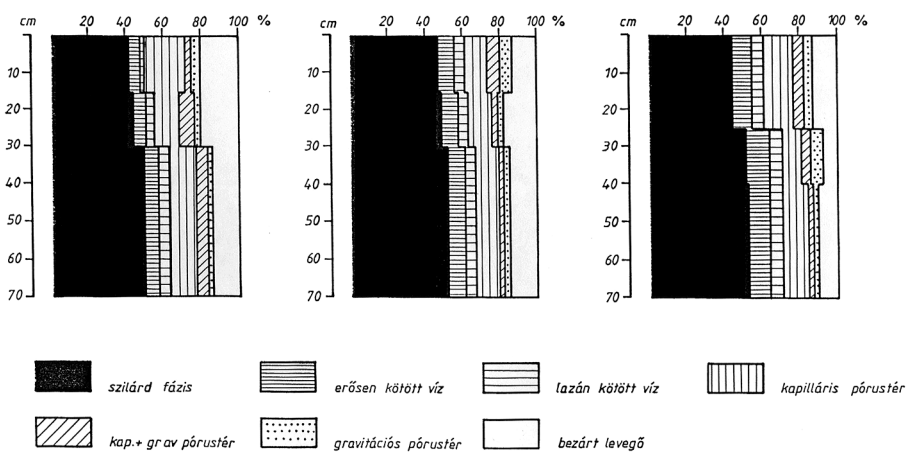 cm 20 40 60 80 100 %
10
20
30
40
50
60
70
cm 20 40 60 80 100 %
10
20
30
40
50
60
70
cm 20 40 60 80 100 %
10
20
30
40
50
60
70
szilárd fázis
erősen kötött víz
lazán kötött víz
kapilláris pórustér
kap.+ grav pórustér
gravitációs pórustér
bezárt levegő